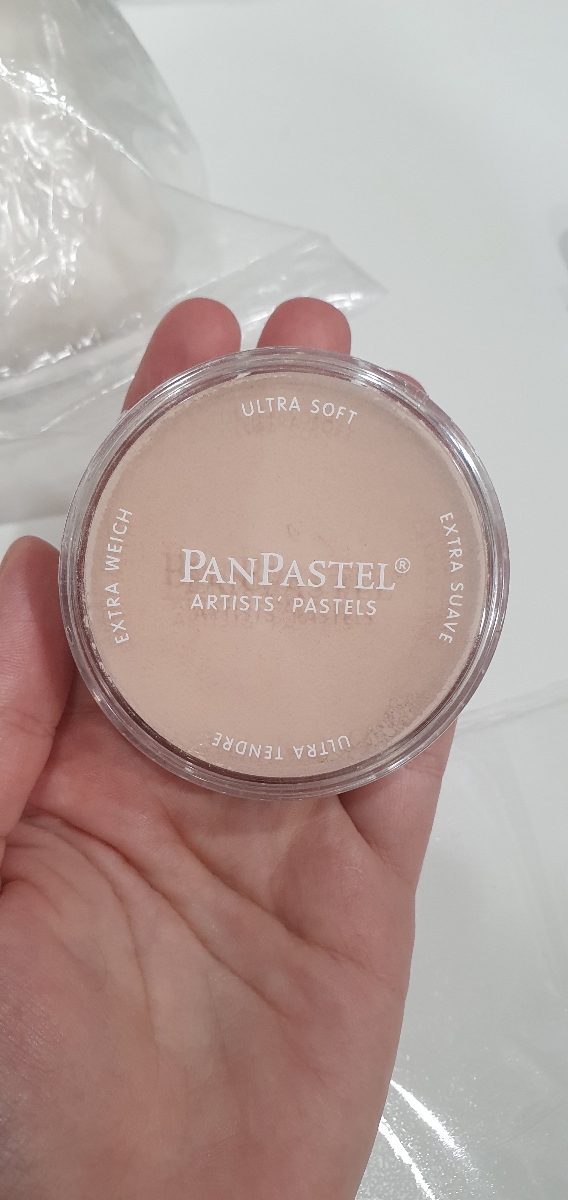 ULTRA SOFT
EXTRA WEICH
PANPASTEL®
ARTISTS' PASTELS
EXTRA SUAVE
ULTRA TENDRE